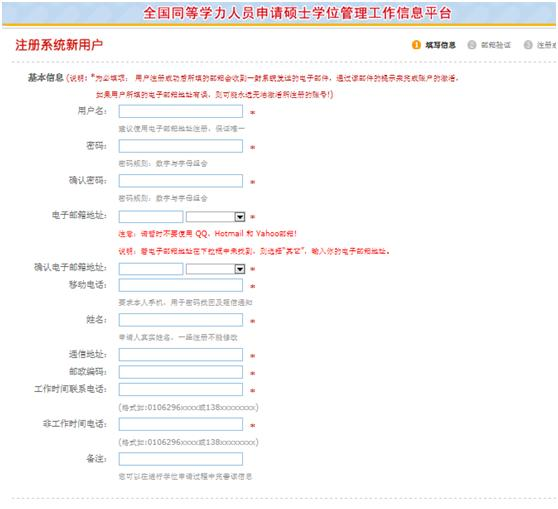 全国同等学力人员申请硕士学位管理工作信息平台
注册系统新用户
1 填写信息 2 邮箱验证 3 注册成
基本信息 (说明: *为必填项: 用户注册成功后所填的邮箱会收到一封系统发送的电子邮件，通过该邮件的提示来完成账户的激活，
如果用户所填的电子邮箱地址有误，则可能永远无法激活所注册的账号!)
用户名: *
建议使用电子邮箱地址注册，保证唯一
密码: *
密码规则: 数字与字母组合
确认密码: *
密码规则: 数字与字母组合
电子邮箱地址: *
注意: 请暂时不要使用 QQ、Hotmail 和 Yahoo邮箱!
说明: 若电子邮箱地址在下拉框中未找到，则选择"其它"，输入你的电子邮箱地址。
确认电子邮箱地址: *
移动电话: *
要求本人手机，用于密码找回及短信通知
姓名: *
申请人真实姓名，一经注册不能修改
通信地址: *
邮政编码: *
工作时间联系电话: *
(格式如:0106296xxxx或138xxxxxxxx)
非工作时间电话: *
(格式如:0106296xxxx或138xxxxxxxx)
备注:
您可以在进行学位申请过程中完善该信息